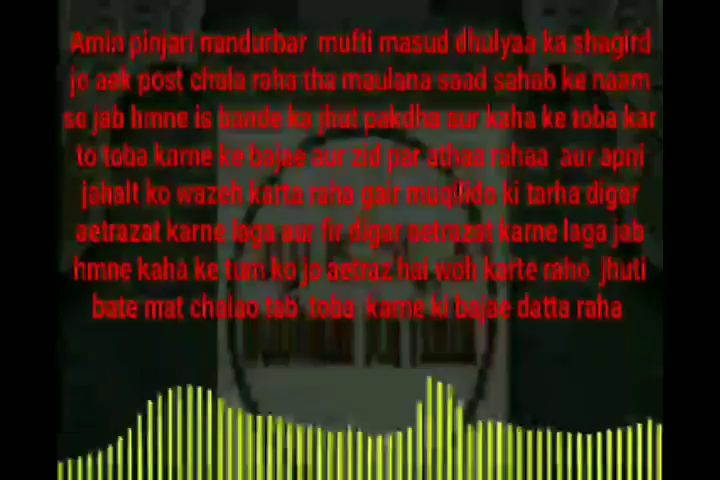 Amin pinjari nandurbar mufti masud dhulyaa ka shagird
jo aek post chala raha tha maulana saad sahab ke naam
se jab hmne is bande ka jhut pakdha aur kaha ke toba kar
to toba karne ke bajae aur zid par athaa rahaa aur apni
jahalt ko wazeh karta raha gair muqllido ki tarha digar
aetrazat karne laga aur fir digar aetrazat karne laga jab
hmne kaha ke tum ko jo aetraz hai woh karte raho jhuti
bate mat chalao tab toba karne ki bajae datta raha